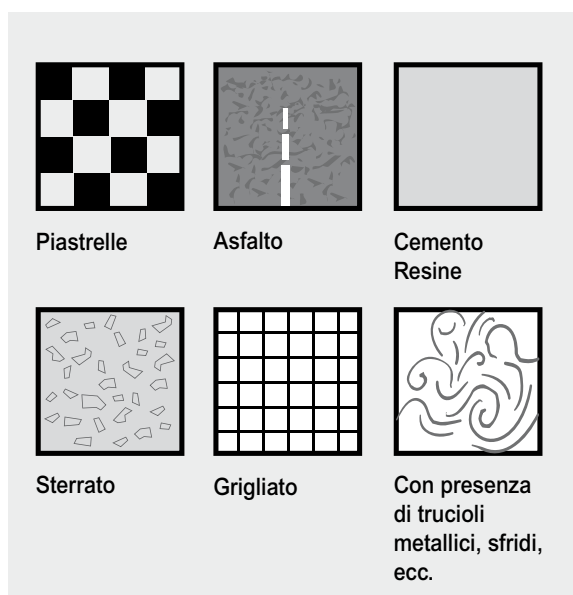 Piastrelle
Asfalto
Cemento
Resine
Sterrato
Grigliato
Con presenza
di trucioli
metallici, sfridi,
ecc.